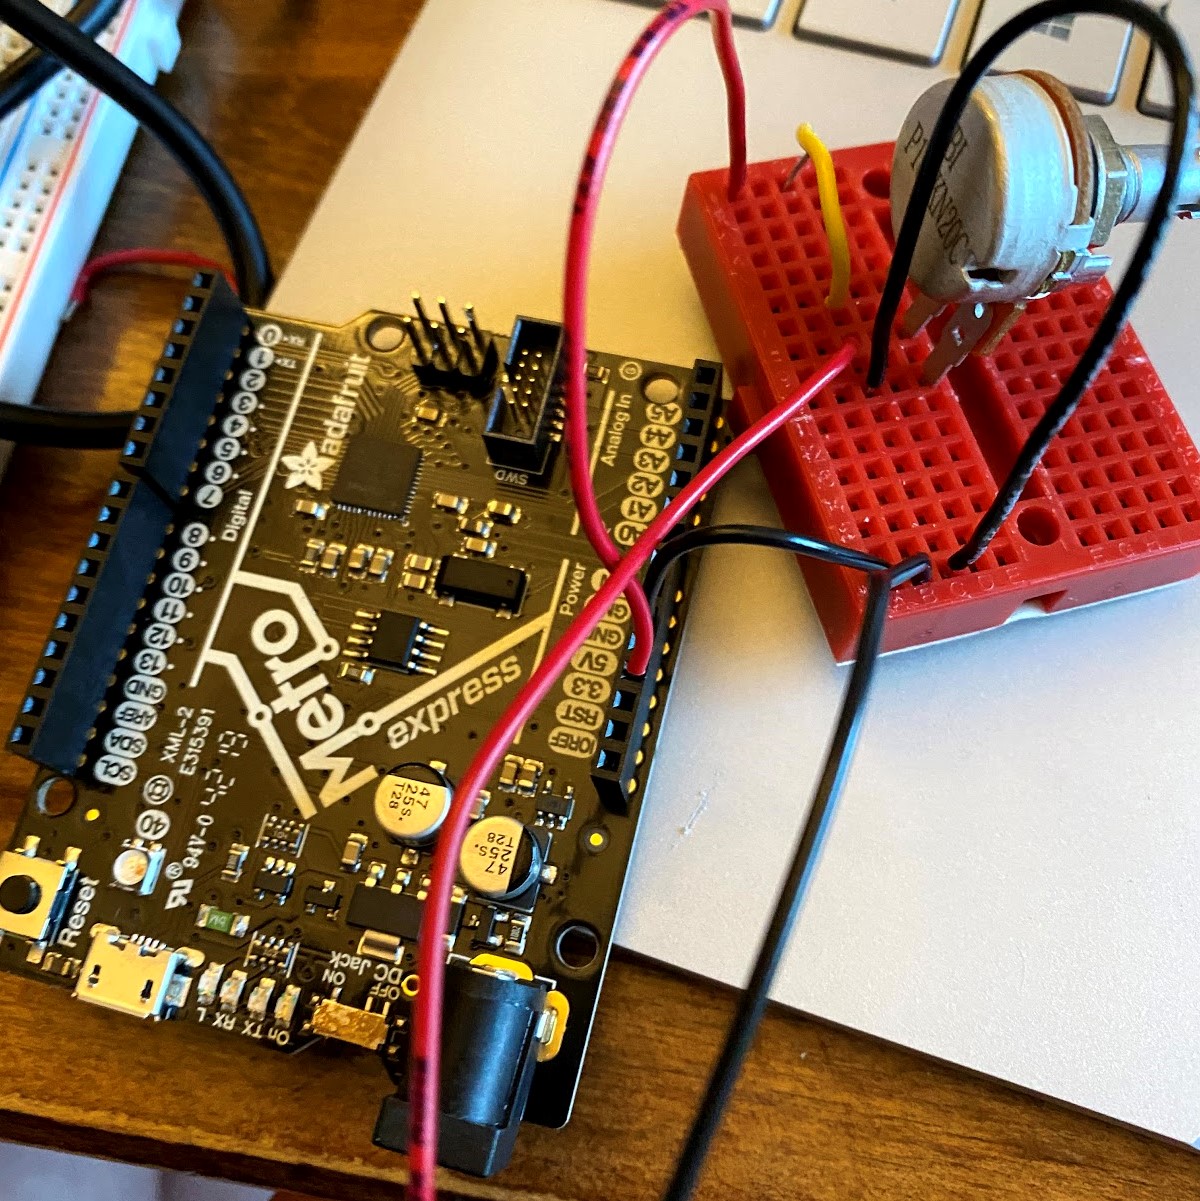 RX◂0
TX▸1
2
3
4
5
6
7
8
9
10
11
12
13
GND
AREF
SDA
SCL
Digital
adafruit
SWD
Analog In
A5
A4
A3
A2
A1
A0
Power
GND
5V
3.3
RST
IOREF
Metro
express
XML-2
E315391
94V-0
40
Reset
47
25s.
T28
47
25s.
T28
DC Jack
ON
OFF
L
RX
TX
On